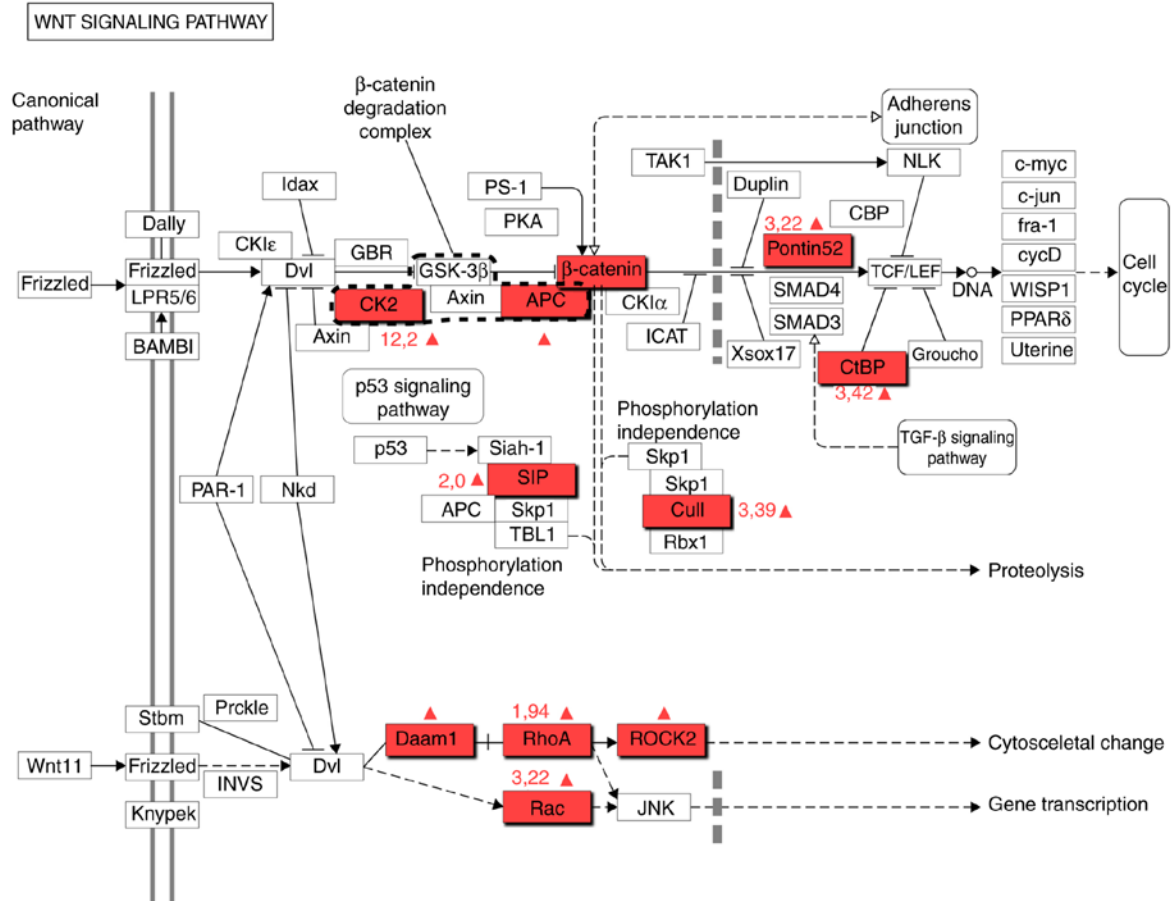 WNT SIGNALING PATHWAY
Canonical
pathway
β-catenin
degradation
complex
Adherens
junction
TAK1
NLK
c-myc
Idax
PS-1
Duplin
c-jun
PKA
CBP
Dally
3,22 ▲
fra-1
CKIε
GBR
Pontin52
cycD
Frizzled
Frizzled
Dvl
GSK-3β
β-catenin
TCF/LEF
DNA
Cell
cycle
LPR5/6
CK2
Axin
APC
CKIα
SMAD4
WISP1
SMAD3
PPARδ
BAMBI
Axin
12,2 ▲
▲
ICAT
Xsox17
Groucho
Uterine
CtBP
3,42 ▲
p53 signaling
pathway
Phosphorylation
independence
TGF-β signaling
pathway
p53
Siah-1
Skp1
2,0 ▲
SIP
Skp1
PAR-1
Nkd
APC
Skp1
Cull
3,39 ▲
TBL1
Rbx1
Phosphorylation
independence
Proteolysis
Stbm
Prckle
▲
1,94 ▲
▲
Daam1
RhoA
ROCK2
Cytosceletal change
Wnt11
Frizzled
INVS
Dvl
3,22 ▲
Knypek
Rac
JNK
Gene transcription